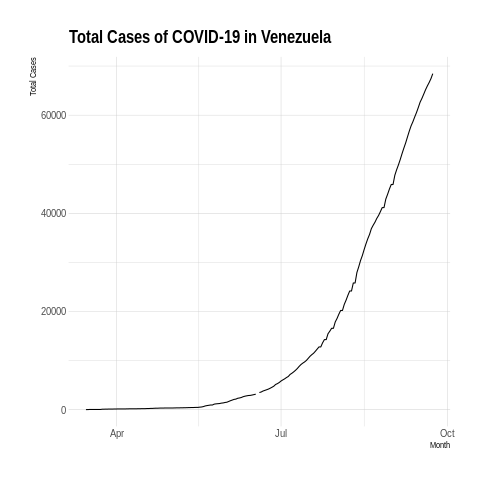 Total Cases of COVID-19 in Venezuela
Total Cases
60000
40000
20000
0
Apr Jul Oct
Month